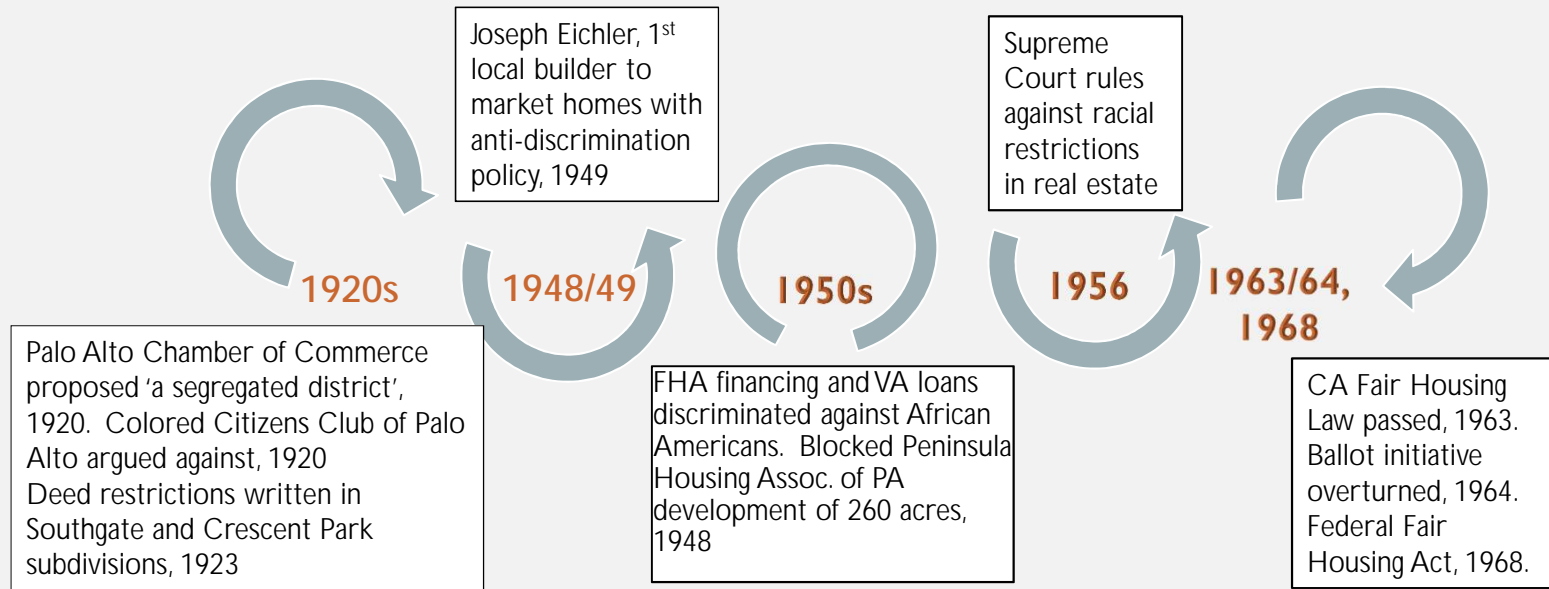 Joseph Eichler, 1st
local builder to
market homes with
anti-discrimination
policy, 1949
Supreme
Court rules
against racial
restrictions
in real estate
1920s
1948/49
1950s
1956
1963/64,
1968
Palo Alto Chamber of Commerce
proposed ‘a segregated district’,
1920. Colored Citizens Club of Palo
Alto argued against, 1920
Deed restrictions written in
Southgate and Crescent Park
subdivisions, 1923
FHA financing and VA loans
discriminated against African
Americans. Blocked Peninsula
Housing Assoc. of PA
development of 260 acres,
1948
CA Fair Housing
Law passed, 1963.
Ballot initiative
overturned, 1964.
Federal Fair
Housing Act, 1968.